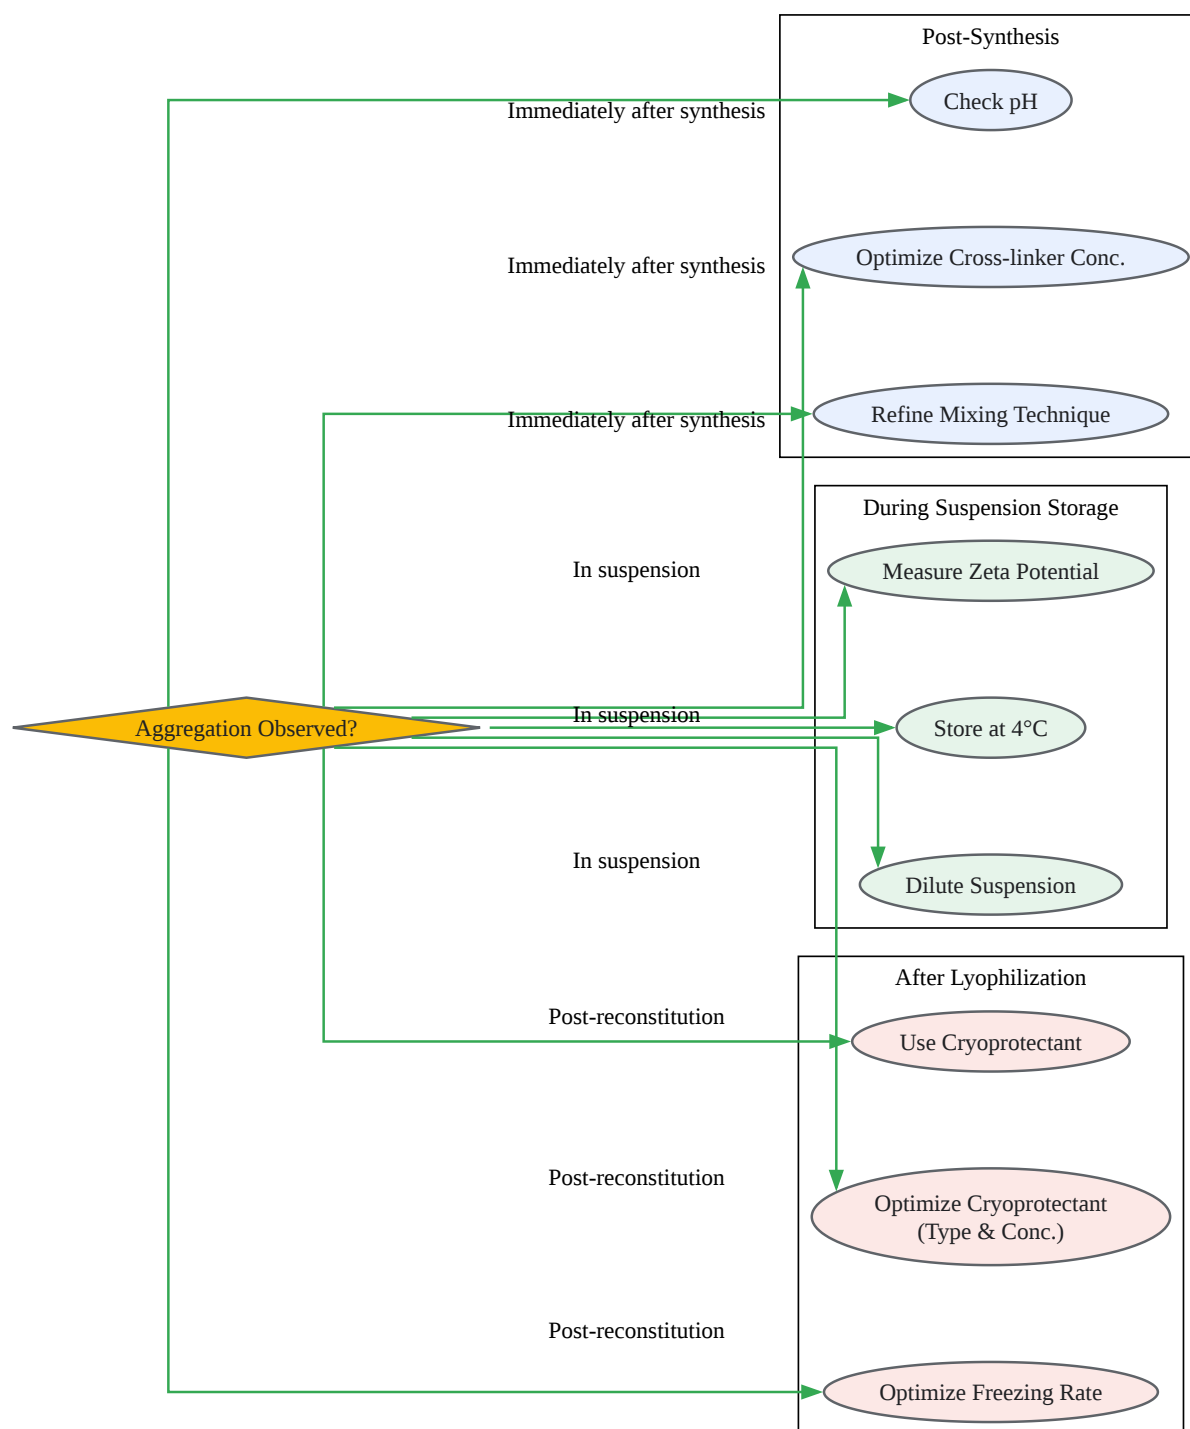 Post-Synthesis
Check pH
Immediately after synthesis
Optimize Cross-linker Conc.
Immediately after synthesis
Refine Mixing Technique
Immediately after synthesis
During Suspension Storage
Measure Zeta Potential
In suspension
Aggregation Observed?
In suspension
Store at 4°C
In suspension
Dilute Suspension
After Lyophilization
Post-reconstitution
Use Cryoprotectant
Post-reconstitution
Optimize Cryoprotectant
(Type & Conc.)
Post-reconstitution
Optimize Freezing Rate